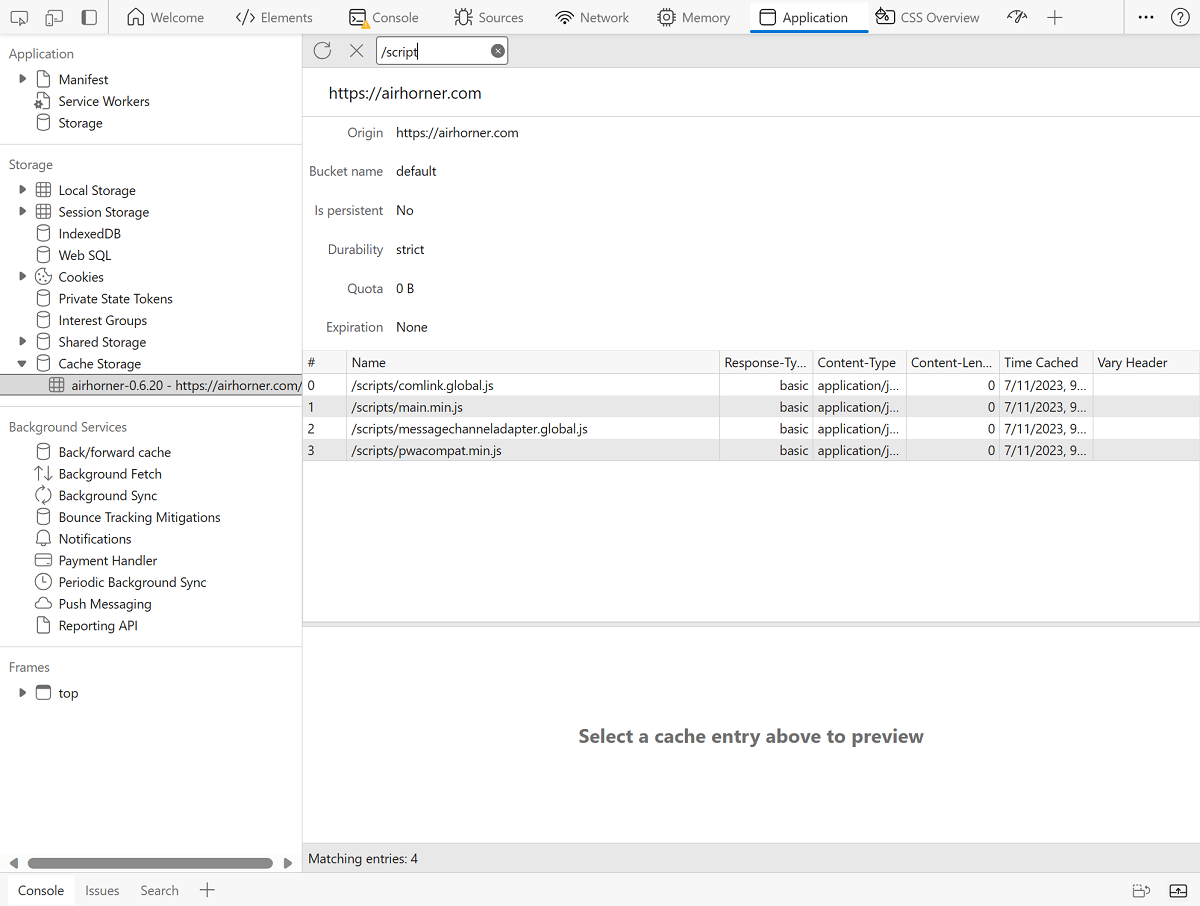 Welcome Elements Console Sources Network Memory Application CSS Overview
Application
Manifest
Service Workers
Storage
Storage
Local Storage
Session Storage
IndexedDB
Web SQL
Cookies
Private State Tokens
Interest Groups
Shared Storage
Cache Storage
airhorner-0.6.20 - https://airhorner.com/
Background Services
Back/forward cache
Background Fetch
Background Sync
Bounce Tracking Mitigations
Notifications
Payment Handler
Periodic Background Sync
Push Messaging
Reporting API
Frames
top
/script
https://airhorner.com
Origin https://airhorner.com
Bucket name default
Is persistent No
Durability strict
Quota 0 B
Expiration None
# Name Response-Ty... Content-Type Content-Len... Time Cached Vary Header
0 /scripts/comlink.global.js basic application/j... 0 7/11/2023, 9...
1 /scripts/main.min.js basic application/j... 0 7/11/2023, 9...
2 /scripts/messagechanneladapter.global.js basic application/j... 0 7/11/2023, 9...
3 /scripts/pwacompat.min.js basic application/j... 0 7/11/2023, 9...
Select a cache entry above to preview
Matching entries: 4
Console Issues Search